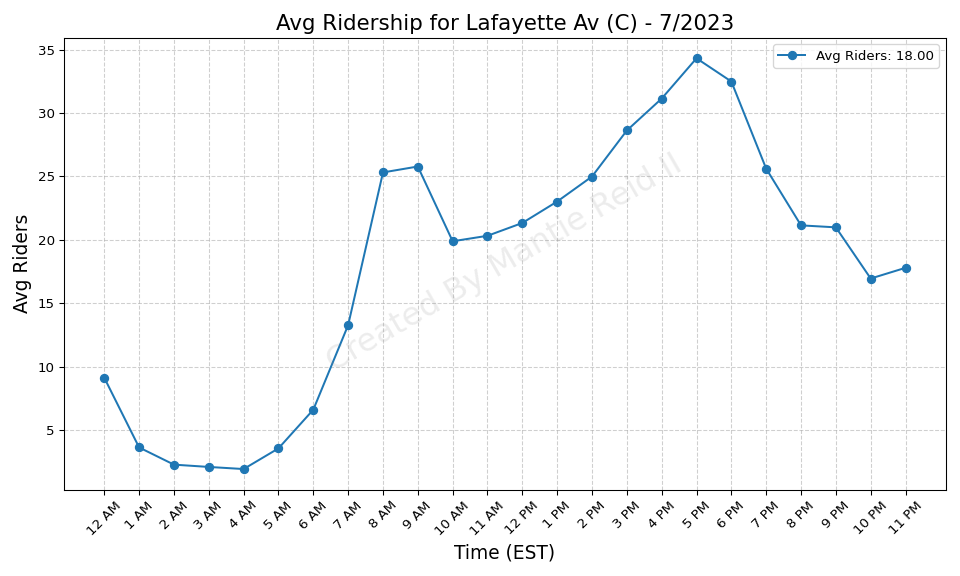 Avg Ridership for Lafayette Av (C) - 7/2023
Avg Riders: 18.00
35
30
25
20
15
10
5
Avg Riders
Created By Mantie Reid II
12 AM
1 AM
2 AM
3 AM
4 AM
5 AM
6 AM
7 AM
8 AM
9 AM
10 AM
11 AM
12 PM
1 PM
2 PM
3 PM
4 PM
5 PM
6 PM
7 PM
8 PM
9 PM
10 PM
11 PM
Time (EST)